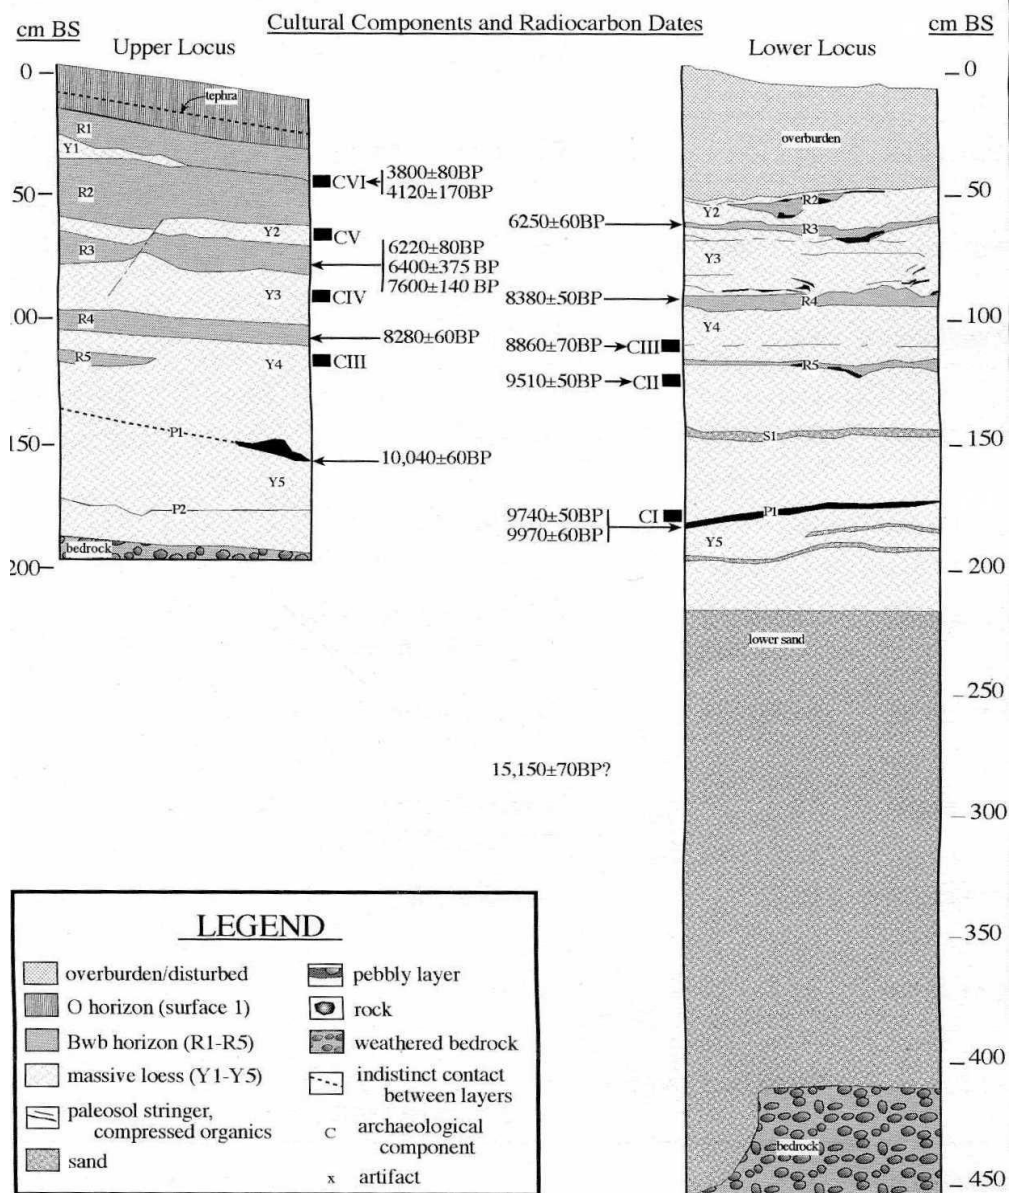 Cultural Components and Radiocarbon Dates
cm BS
Upper Locus
0
50
00
150
200
tephra
R1
Y1
R2
Y2
R3
Y3
R4
R5
Y4
P1
Y5
P2
bedrock
CVI
3800±80BP
4120±170BP
CV
6220±80BP
6400±375 BP
7600±140 BP
CIV
8280±60BP
CIII
10,040±60BP
cm BS
Lower Locus
0
50
100
150
200
250
300
350
400
450
overburden
R2
Y2
6250±60BP
R3
Y3
8380±50BP
R4
Y4
8860±70BP
CIII
R5
9510±50BP
CII
S1
9740±50BP
9970±60BP
CI
P1
Y5
lower sand
15,150±70BP?
bedrock
LEGEND
overburden/disturbed
O horizon (surface 1)
Bwb horizon (R1-R5)
massive loess (Y1-Y5)
paleosol stringer,
compressed organics
sand
pebbly layer
rock
weathered bedrock
indistinct contact
between layers
C archaeological
component
x artifact